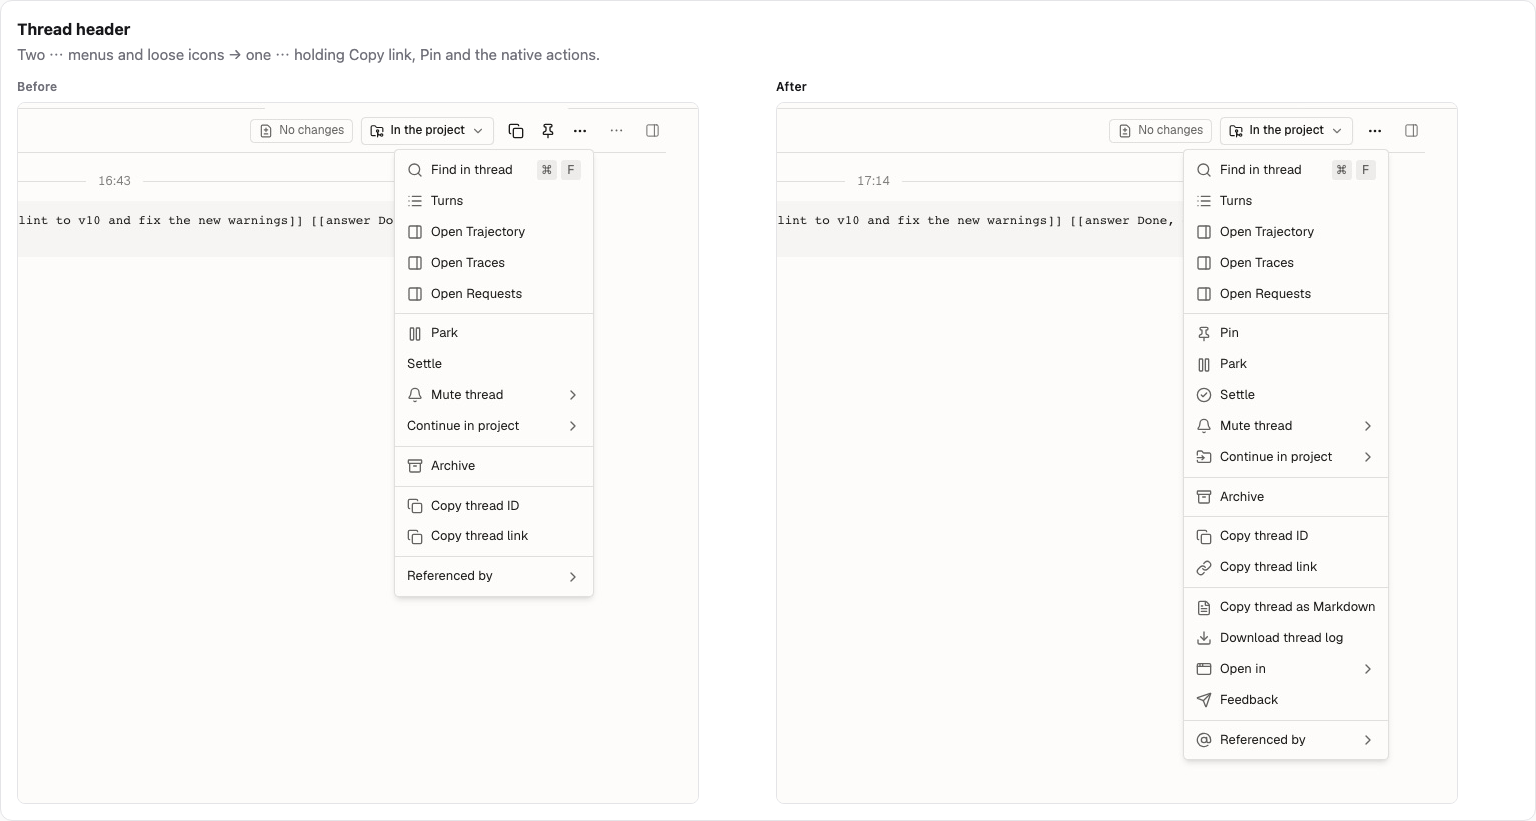 Thread header
Two ··· menus and loose icons → one ··· holding Copy link, Pin and the native actions.
Before
No changes
In the project
16:43
lint to v10 and fix the new warnings]] [[answer Do
Find in thread ⌘ F
Turns
Open Trajectory
Open Traces
Open Requests
Park
Settle
Mute thread
Continue in project
Archive
Copy thread ID
Copy thread link
Referenced by
After
No changes
In the project
17:14
lint to v10 and fix the new warnings]] [[answer Done,
Find in thread ⌘ F
Turns
Open Trajectory
Open Traces
Open Requests
Pin
Park
Settle
Mute thread
Continue in project
Archive
Copy thread ID
Copy thread link
Copy thread as Markdown
Download thread log
Open in
Feedback
Referenced by